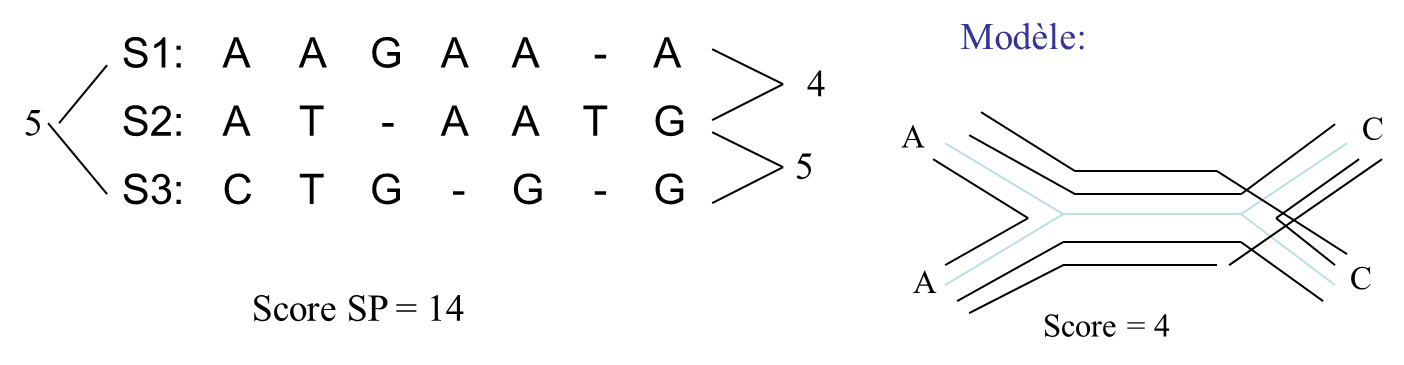 S1: A A G A A - A
4
5
S2: A T - A A T G
5
S3: C T G - G - G
Score SP = 14
Modèle:
A
C
A
C
Score = 4